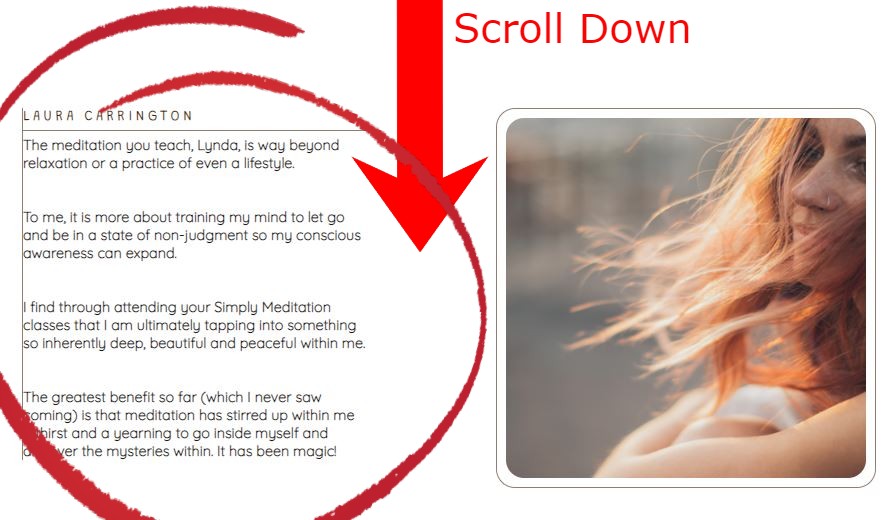 Scroll Down
LAURA CARRINGTON
The meditation you teach, Lynda, is way beyond
relaxation or a practice of even a lifestyle.
To me, it is more about training my mind to let go
and be in a state of non-judgment so my conscious
awareness can expand.
I find through attending your Simply Meditation
classes that I am ultimately tapping into something
so inherently deep, beautiful and peaceful within me.
The greatest benefit so far (which I never saw
coming) is that meditation has stirred up within me
thirst and a yearning to go inside myself and
discover the mysteries within. It has been magic!